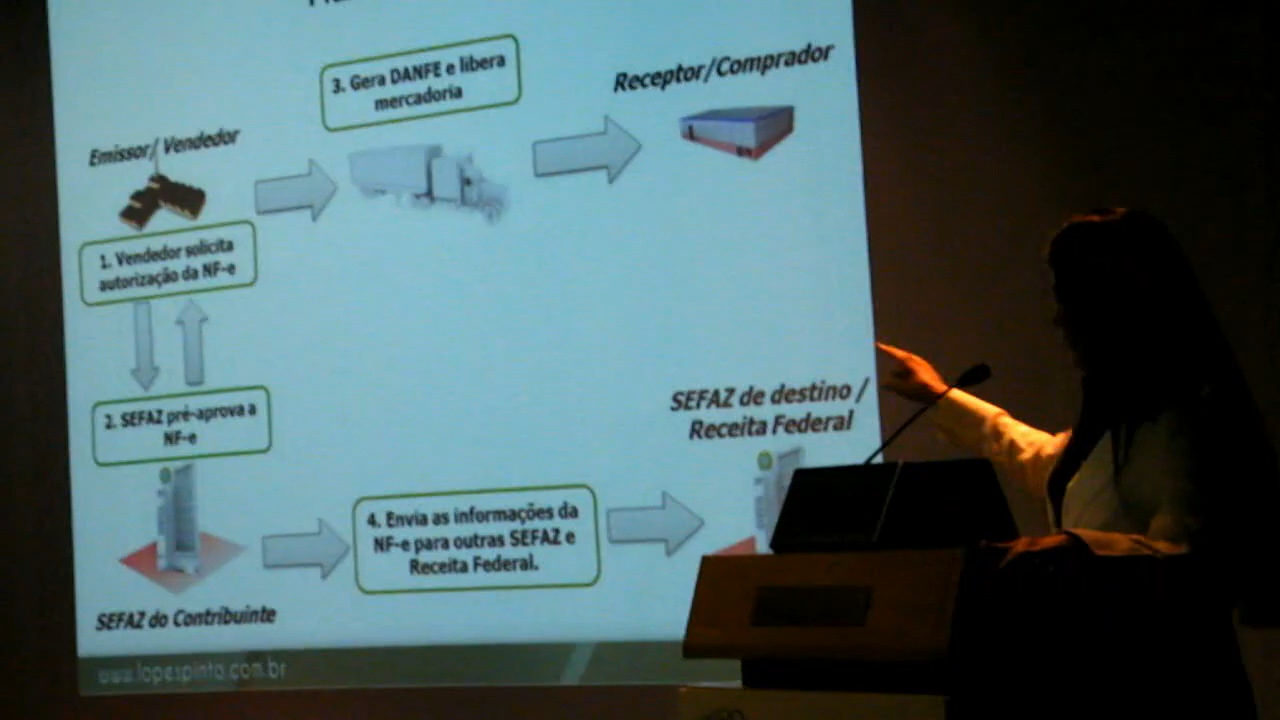 3. Gera DANFE e libera
mercadoria
Receptor/Comprador
Emissor/ Vendedor
1. Vendedor solicita
autorização da NF-e
2. SEFAZ pré-aprova a
NF-e
SEFAZ de destino /
Receita Federal
4. Envia as informações da
NF-e para outras SEFAZ e
Receita Federal.
SEFAZ do Contribuinte
www.lopespinto.com.br